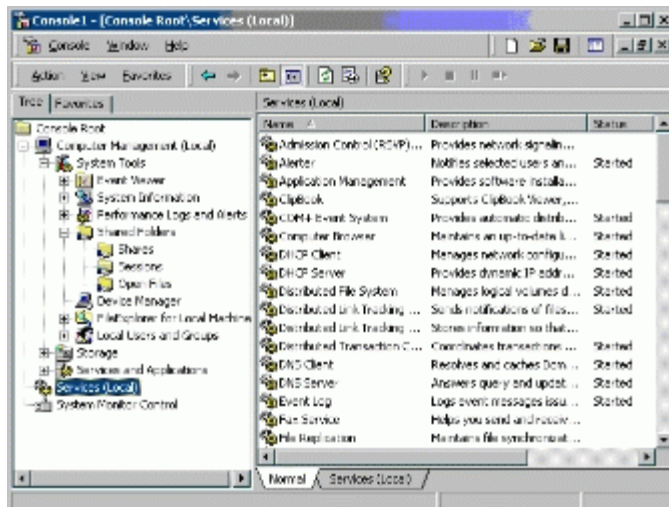 Console1 - [Console Root\Services (Local)]
Console Window Help
Action View Favorites
Tree Favorites
Console Root
Computer Management (Local)
System Tools
Event Viewer
System Information
Performance Logs and Alerts
Shared Folders
Shares
Sessions
Open Files
Device Manager
FileExplorer for Local Machine
Local Users and Groups
Storage
Services and Applications
Services (Local)
System Monitor Control
Services (Local)
Name Description Status
Admission Control (RSVP)... Provides network signalin...
Alerter Notifies selected users an... Started
Application Management Provides software installa...
ClipBook Supports ClipBook Viewer,...
COM+ Event System Provides automatic distrib... Started
Computer Browser Maintains an up-to-date l... Started
DHCP Client Manages network configu... Started
DHCP Server Provides dynamic IP addr... Started
Distributed File System Manages logical volumes d... Started
Distributed Link Tracking ... Sends notifications of files... Started
Distributed Link Tracking ... Stores information so that...
Distributed Transaction C... Coordinates transactions ... Started
DNS Client Resolves and caches Dom... Started
DNS Server Answers query and updat... Started
Event Log Logs event messages issu... Started
Fax Service Helps you send and receiv...
File Replication Maintains file synchronizat...
Normal Services (Local)